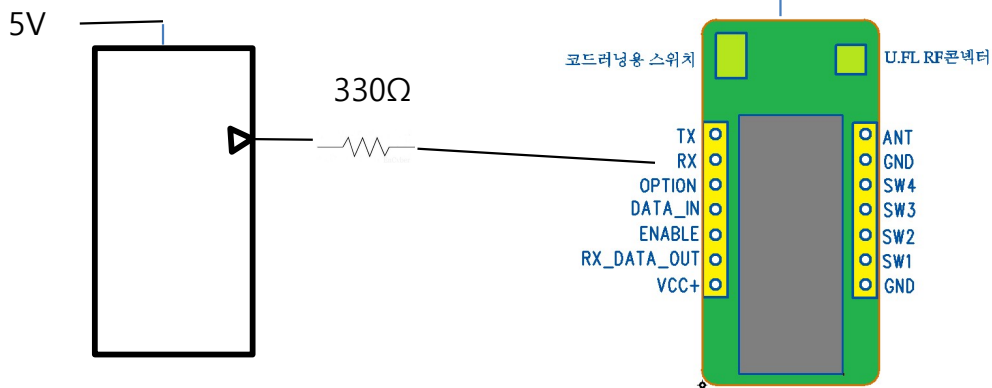 5V
330Ω
코드러닝용 스위치
U.FL RF콘넥터
TX
RX
OPTION
DATA_IN
ENABLE
RX_DATA_OUT
VCC+
ANT
GND
SW4
SW3
SW2
SW1
GND